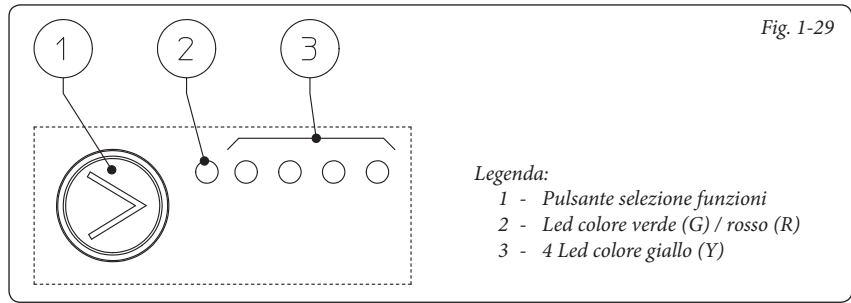 Fig. 1-29
1 2 3
Legenda:
1 - Pulsante selezione funzioni
2 - Led colore verde (G) / rosso (R)
3 - 4 Led colore giallo (Y)